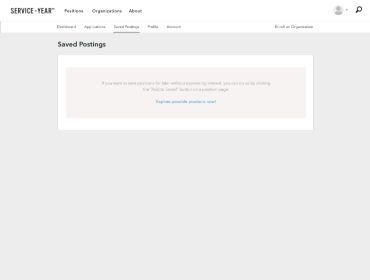 SERVICE+YEAR™ Positions Organizations About
Dashboard Applications Saved Postings Profile Account Enroll an Organization
Saved Postings
If you want to save positions for later without expressing interest, you can do so by clicking
the "Add to Saved" button on a position page.
Explore possible positions now!